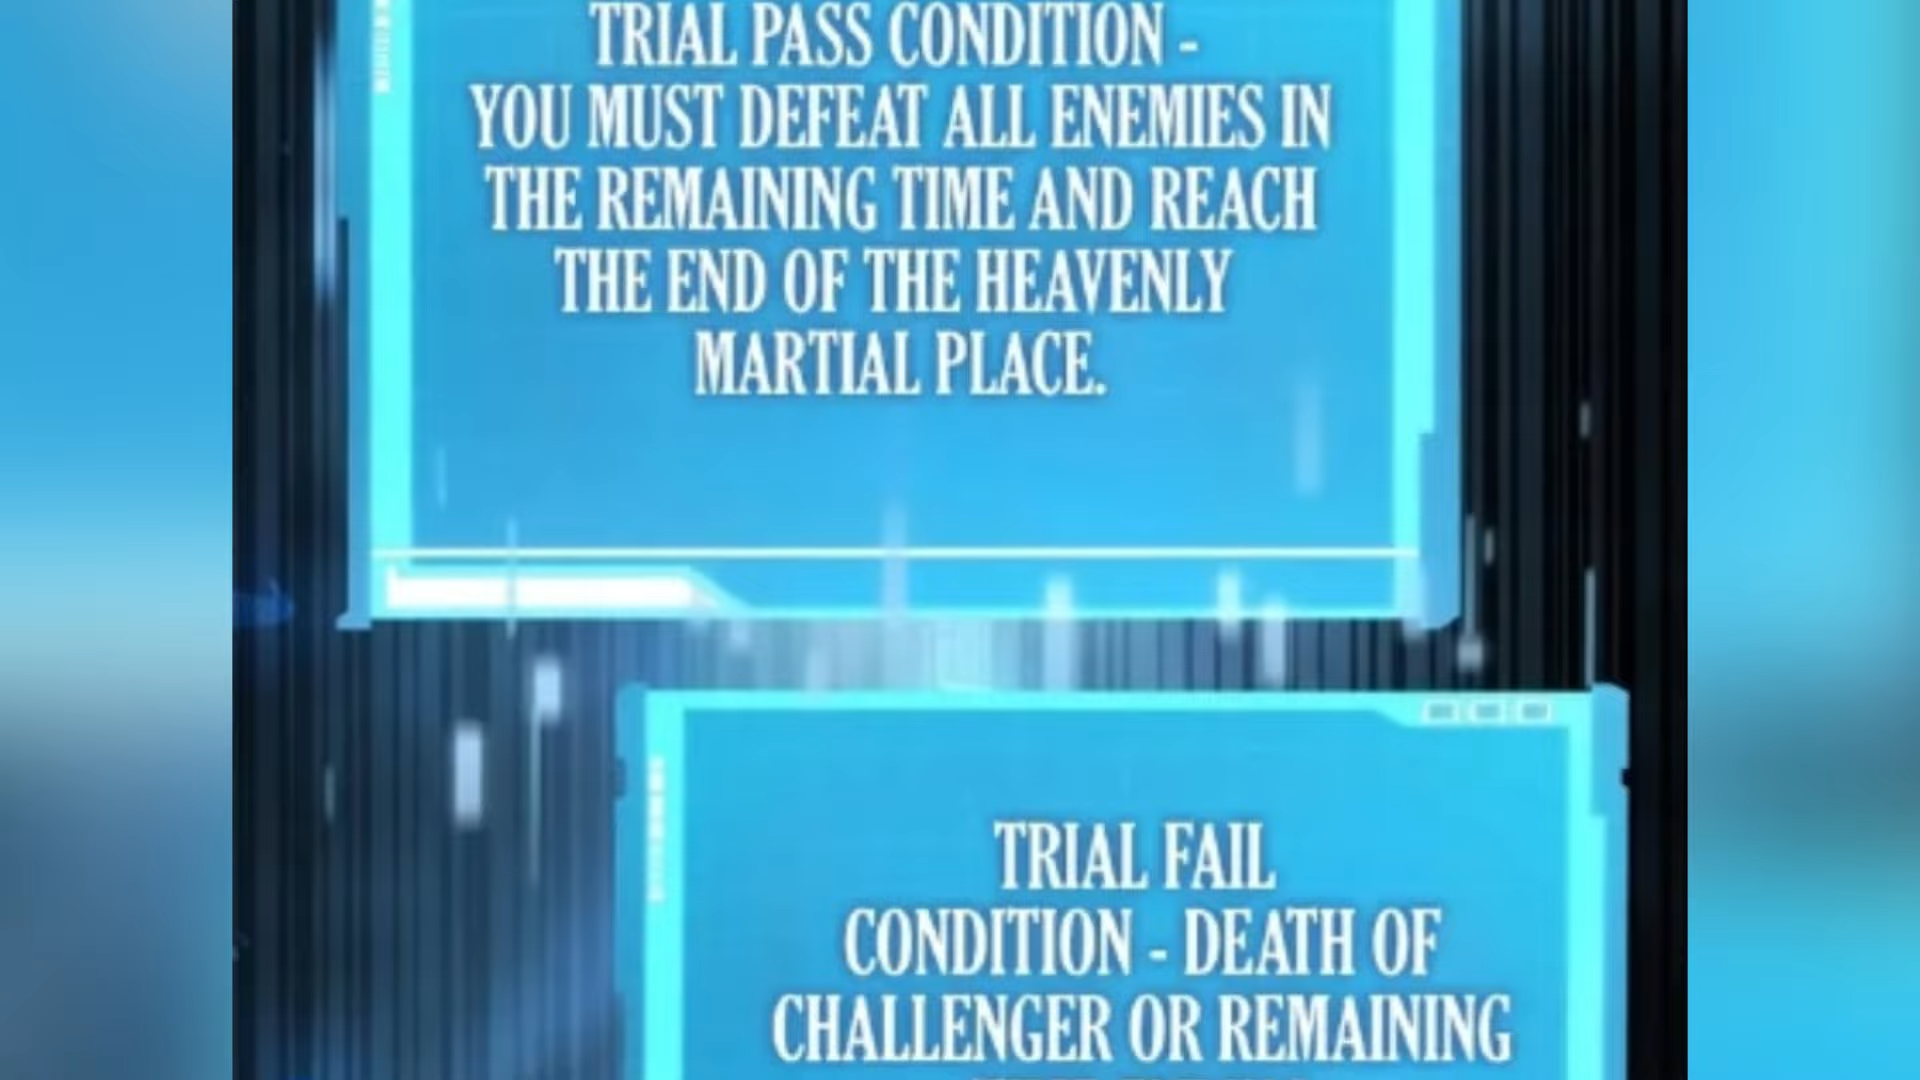 TRIAL PASS CONDITION -
YOU MUST DEFEAT ALL ENEMIES IN
THE REMAINING TIME AND REACH
THE END OF THE HEAVENLY
MARTIAL PLACE.
TRIAL FAIL
CONDITION - DEATH OF
CHALLENGER OR REMAINING